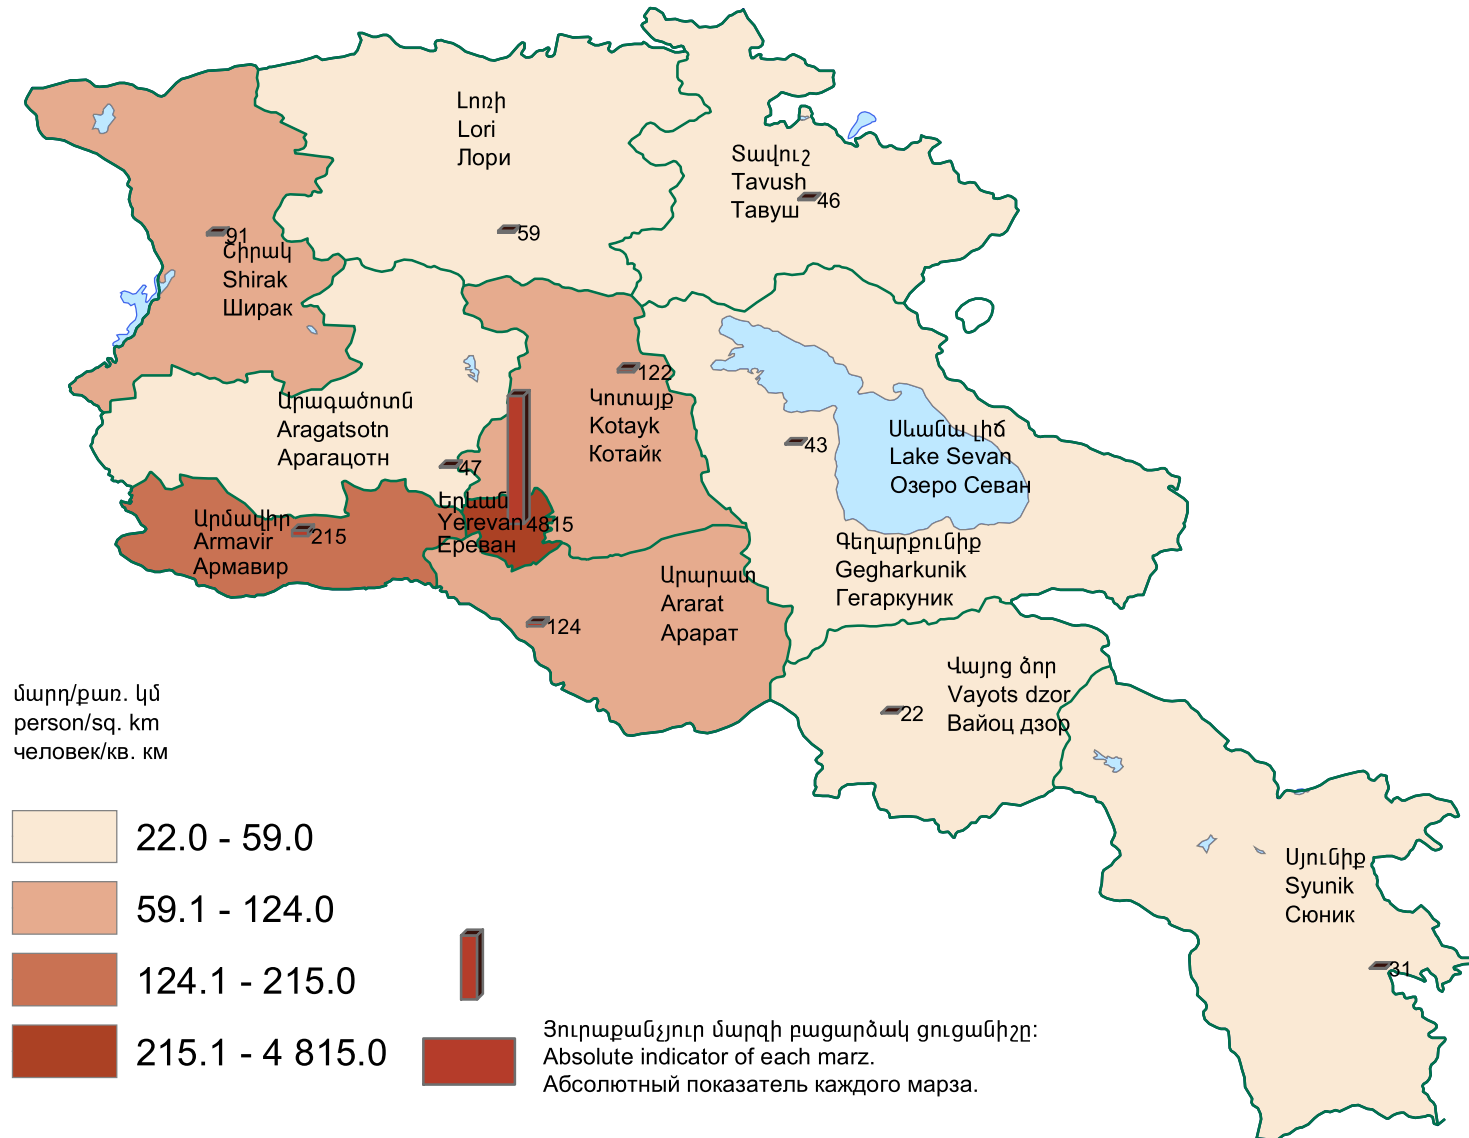 Լոռի
Lori
Лори
59
Տավուշ
Tavush
Тавуш
46
91
Շիրակ
Shirak
Ширак
122
Կոտայք
Kotayk
Котайк
Արագածոտն
Aragatsotn
Арагацотн
47
43
Սևանա լիճ
Lake Sevan
Озеро Севан
Երևան
Yerevan
Ереван
4815
Արմավիր
Armavir
Армавир
215
Գեղարքունիք
Gegharkunik
Гегаркуник
Արարատ
Ararat
Арарат
124
Վայոց ձոր
Vayots dzor
Вайоц дзор
22
Սյունիք
Syunik
Сюник
31
մարդ/քառ. կմ
person/sq. km
человек/кв. км
22.0 - 59.0
59.1 - 124.0
124.1 - 215.0
215.1 - 4 815.0
Յուրաքանչյուր մարզի բացարձակ ցուցանիշը:
Absolute indicator of each marz.
Абсолютный показатель каждого марза.